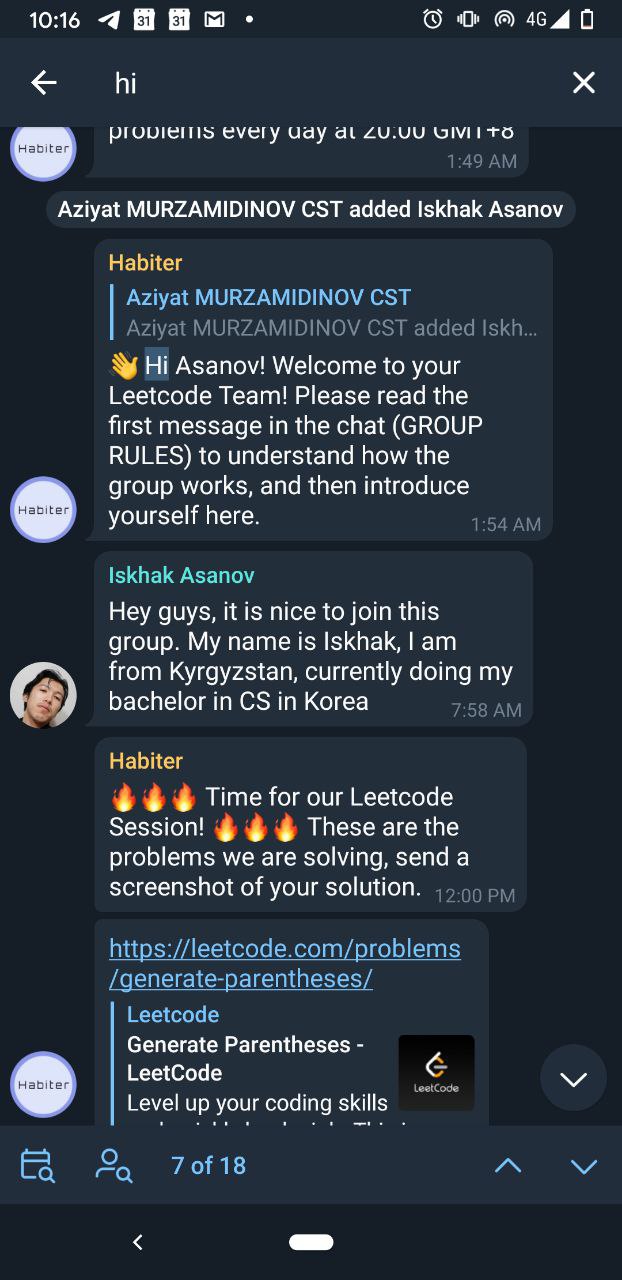 10:16 31 31 4G
hi
problems every day at 20:00 GMT+8
Habiter
1:49 AM
Aziyat MURZAMIDINOV CST added Iskhak Asanov
Habiter
Aziyat MURZAMIDINOV CST
Aziyat MURZAMIDINOV CST added Iskh...
👋 Hi Asanov! Welcome to your
Leetcode Team! Please read the
first message in the chat (GROUP
RULES) to understand how the
group works, and then introduce
yourself here.
Habiter
1:54 AM
Iskhak Asanov
Hey guys, it is nice to join this
group. My name is Iskhak, I am
from Kyrgyzstan, currently doing my
bachelor in CS in Korea
7:58 AM
Habiter
🔥🔥🔥 Time for our Leetcode
Session! 🔥🔥🔥 These are the
problems we are solving, send a
screenshot of your solution.
12:00 PM
https://leetcode.com/problems
/generate-parentheses/
Leetcode
Generate Parentheses -
LeetCode
LeetCode
Level up your coding skills
Habiter
7 of 18